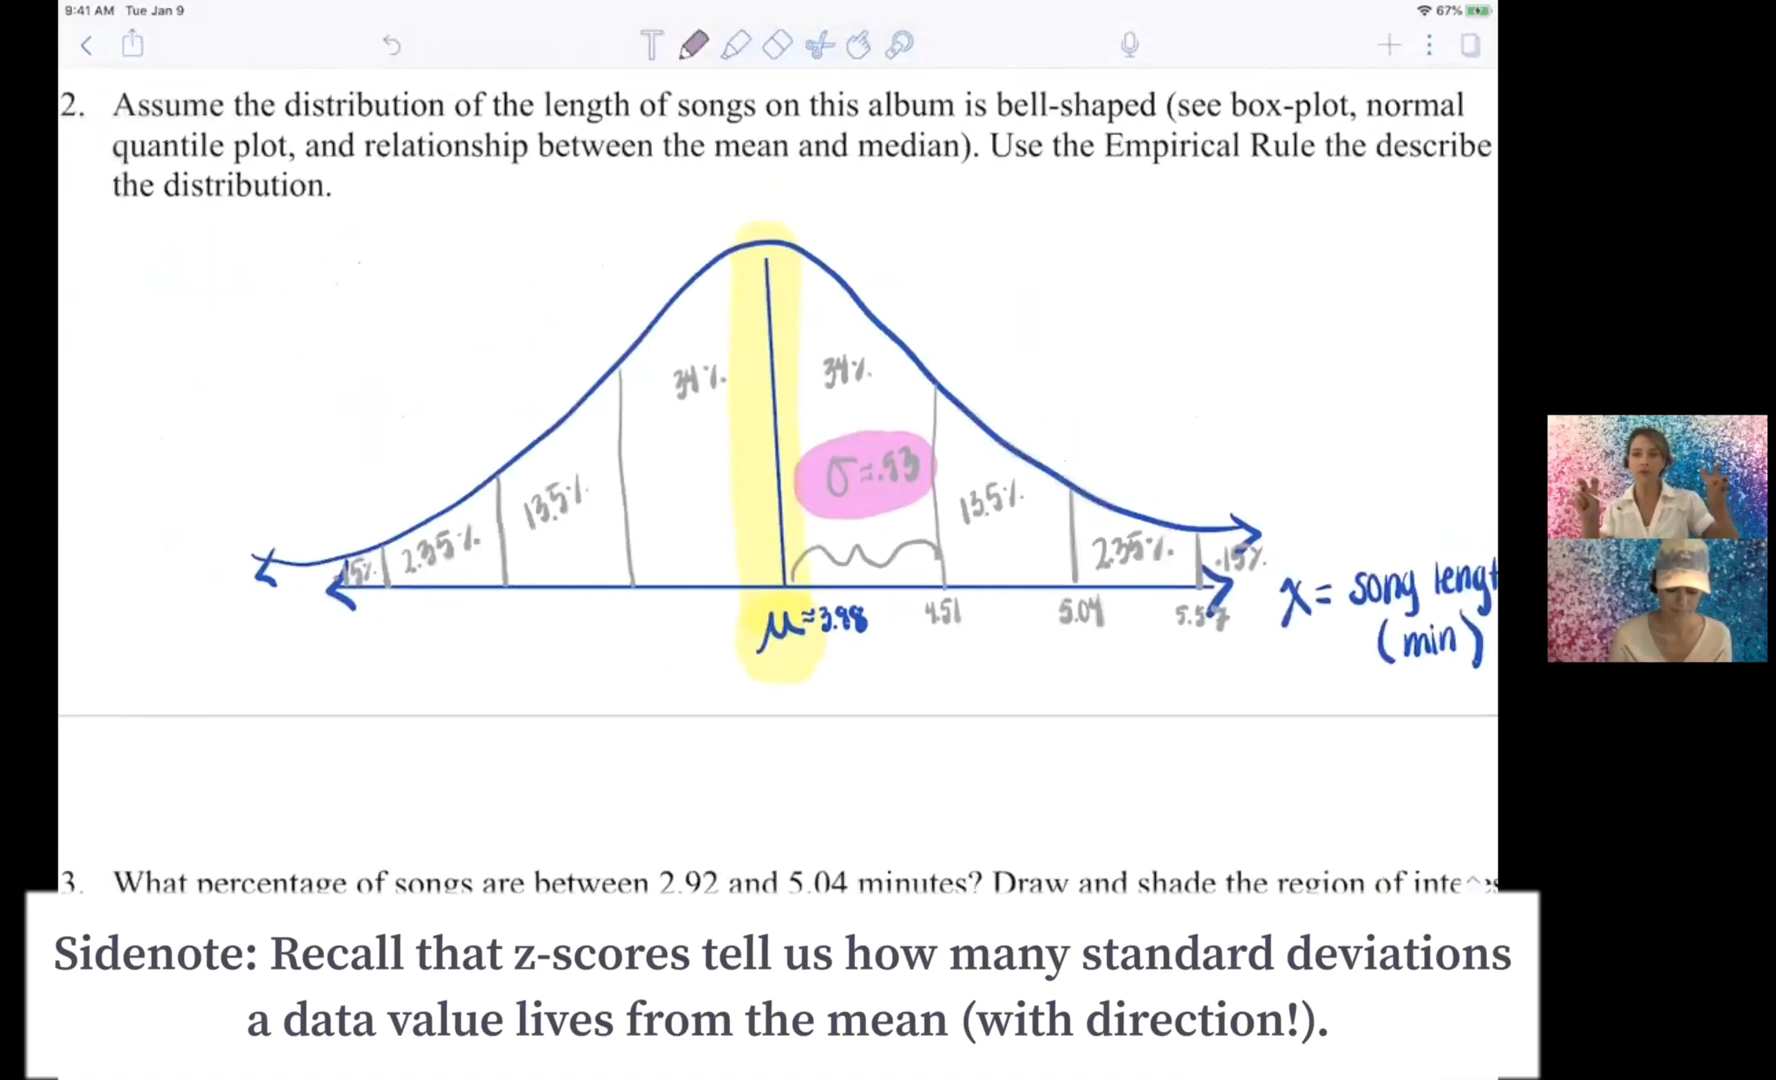 9:41 AM Tue Jan 9
67%
2. Assume the distribution of the length of songs on this album is bell-shaped (see box-plot, normal
quantile plot, and relationship between the mean and median). Use the Empirical Rule the describe
the distribution.
34%. 34%.
σ≈.53
13.5% 13.5%
2.35% 2.35%
.15%.
μ≈3.98 4.51 5.04 5.57
x = song lengt
(min)
3. What percentage of songs are between 2.92 and 5.04 minutes? Draw and shade the region of
Sidenote: Recall that z-scores tell us how many standard deviations
a data value lives from the mean (with direction!).